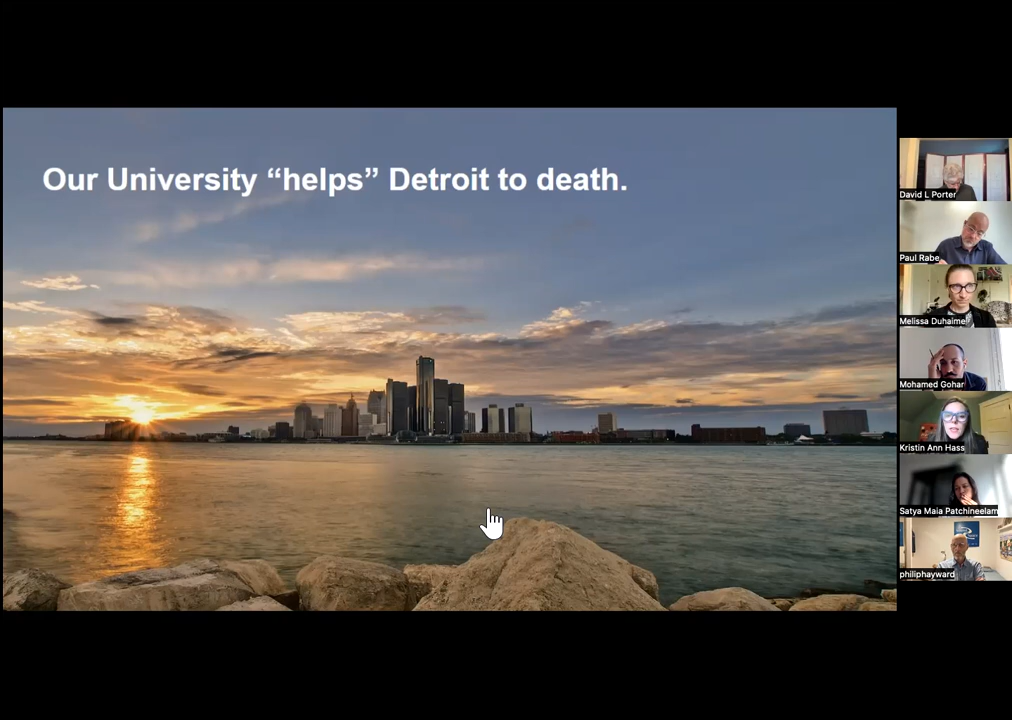 Our University “helps” Detroit to death.
David L Porter
Paul Rabe
Melissa Duhaime
Mohamed Gohar
Kristin Ann Hass
Satya Maia Patchineelam
philiphayward